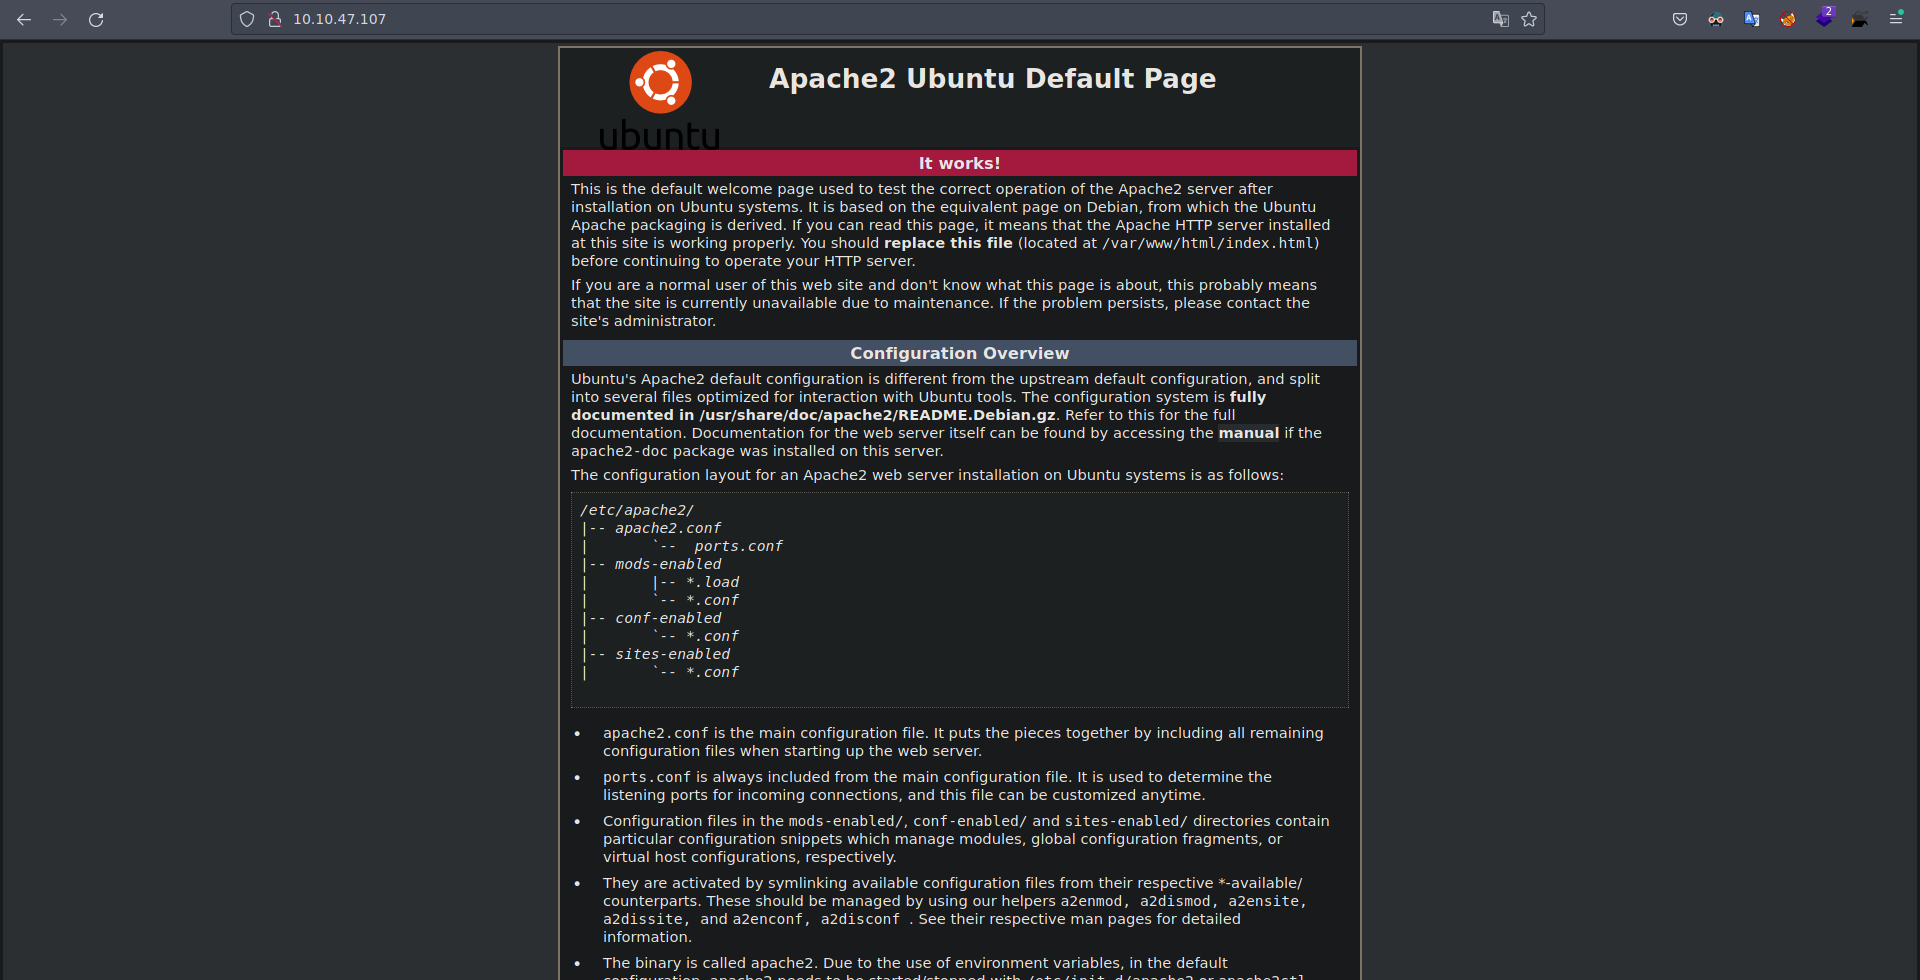 10.10.47.107
2
Apache2 Ubuntu Default Page
ubuntu
It works!
This is the default welcome page used to test the correct operation of the Apache2 server after
installation on Ubuntu systems. It is based on the equivalent page on Debian, from which the Ubuntu
Apache packaging is derived. If you can read this page, it means that the Apache HTTP server installed
at this site is working properly. You should replace this file (located at /var/www/html/index.html)
before continuing to operate your HTTP server.
If you are a normal user of this web site and don't know what this page is about, this probably means
that the site is currently unavailable due to maintenance. If the problem persists, please contact the
site's administrator.
Configuration Overview
Ubuntu's Apache2 default configuration is different from the upstream default configuration, and split
into several files optimized for interaction with Ubuntu tools. The configuration system is fully
documented in /usr/share/doc/apache2/README.Debian.gz. Refer to this for the full
documentation. Documentation for the web server itself can be found by accessing the manual if the
apache2-doc package was installed on this server.
The configuration layout for an Apache2 web server installation on Ubuntu systems is as follows:
/etc/apache2/
|-- apache2.conf
|       `--  ports.conf
|-- mods-enabled
|       |-- *.load
|       `-- *.conf
|-- conf-enabled
|       `-- *.conf
|-- sites-enabled
|       `-- *.conf
• apache2.conf is the main configuration file. It puts the pieces together by including all remaining
configuration files when starting up the web server.
• ports.conf is always included from the main configuration file. It is used to determine the
listening ports for incoming connections, and this file can be customized anytime.
• Configuration files in the mods-enabled/, conf-enabled/ and sites-enabled/ directories contain
particular configuration snippets which manage modules, global configuration fragments, or
virtual host configurations, respectively.
• They are activated by symlinking available configuration files from their respective *-available/
counterparts. These should be managed by using our helpers a2enmod, a2dismod, a2ensite,
a2dissite, and a2enconf, a2disconf . See their respective man pages for detailed
information.
• The binary is called apache2. Due to the use of environment variables, in the default
configuration, apache2 needs to be started/stopped with /etc/init.d/apache2 or apache2ctl.